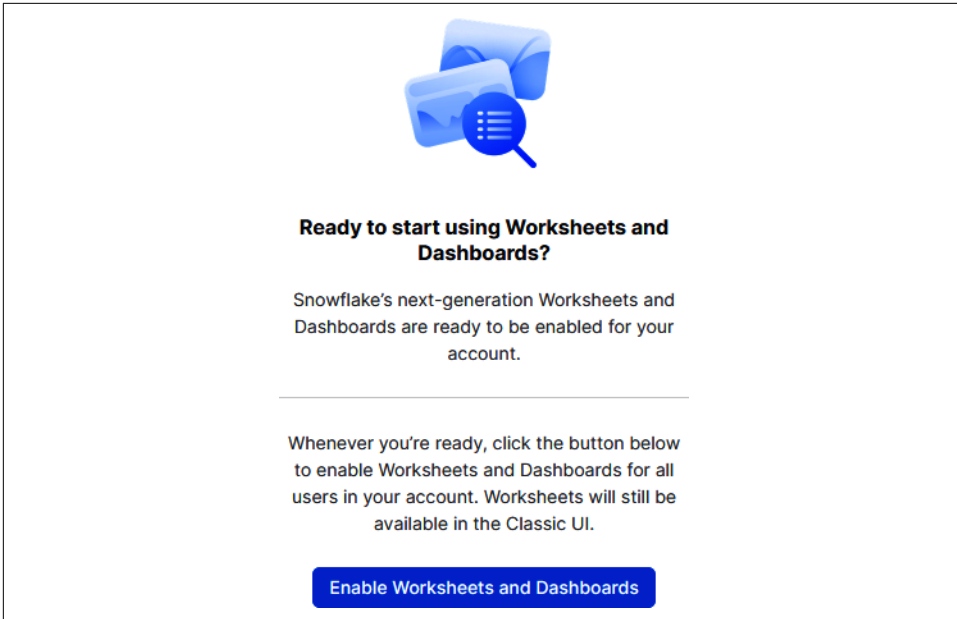 Ready to start using Worksheets and
Dashboards?
Snowflake’s next-generation Worksheets and
Dashboards are ready to be enabled for your
account.
Whenever you’re ready, click the button below
to enable Worksheets and Dashboards for all
users in your account. Worksheets will still be
available in the Classic UI.
Enable Worksheets and Dashboards